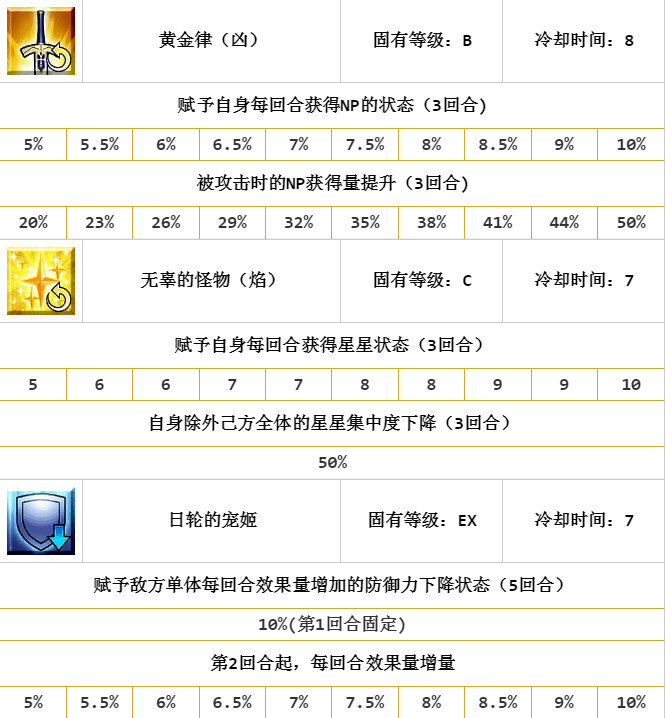 黄金律（凶） 固有等级：B 冷却时间：8
赋予自身每回合获得NP的状态（3回合)
5% 5.5% 6% 6.5% 7% 7.5% 8% 8.5% 9% 10%
被攻击时的NP获得量提升（3回合)
20% 23% 26% 29% 32% 35% 38% 41% 44% 50%
无辜的怪物（焰） 固有等级：C 冷却时间：7
赋予自身每回合获得星星状态（3回合）
5 6 6 7 7 8 8 9 9 10
自身除外己方全体的星星集中度下降（3回合）
50%
日轮的宠姬 固有等级：EX 冷却时间：7
赋予敌方单体每回合效果量增加的防御力下降状态（5回合）
10%(第1回合固定)
第2回合起，每回合效果量增量
5% 5.5% 6% 6.5% 7% 7.5% 8% 8.5% 9% 10%